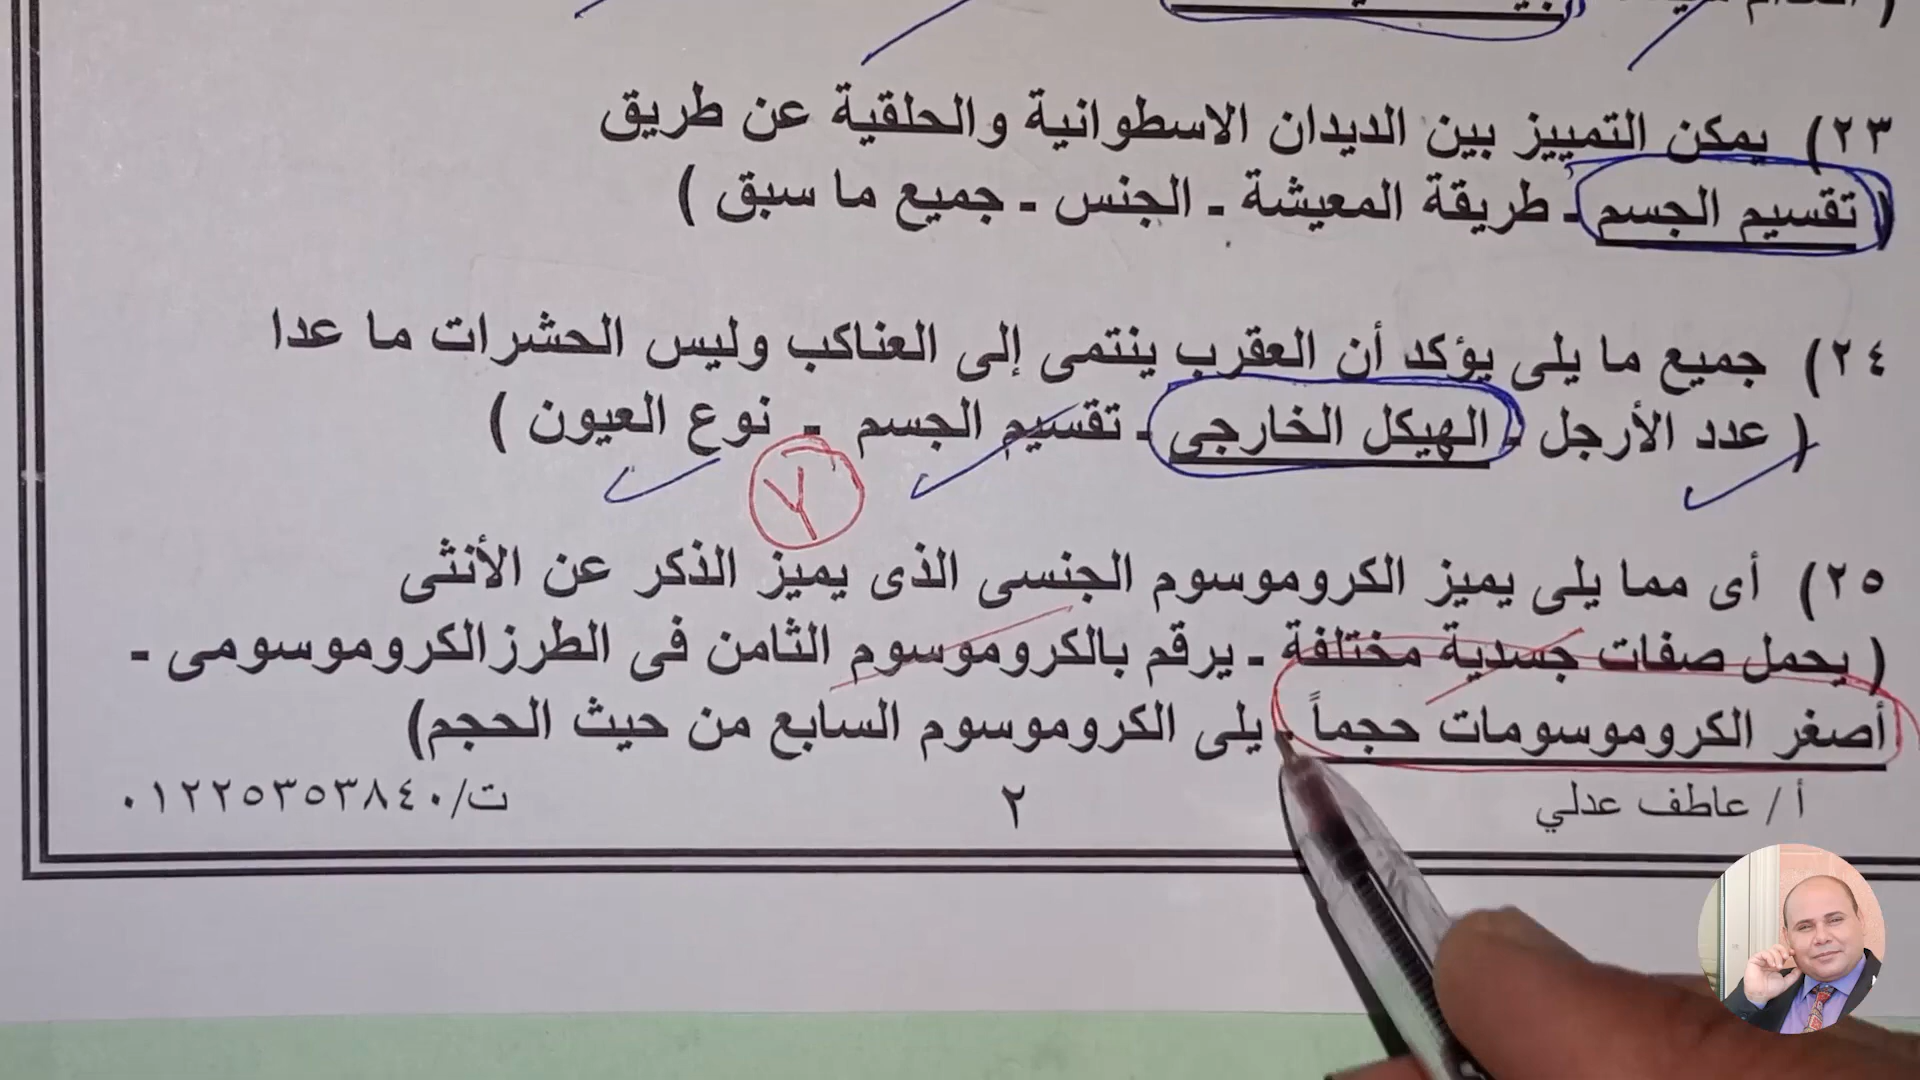 ٢٣) يمكن التمييز بين الديدان الاسطوانية والحلقية عن طريق
( تقسيم الجسم - طريقة المعيشة - الجنس - جميع ما سبق )
٢٤) جميع ما يلى يؤكد أن العقرب ينتمى إلى العناكب وليس الحشرات ما عدا
( عدد الأرجل - الهيكل الخارجى - تقسيم الجسم - نوع العيون )
Y
٢٥) أى مما يلى يميز الكروموسوم الجنسى الذى يميز الذكر عن الأنثى
( يحمل صفات جسدية مختلفة - يرقم بالكروموسوم الثامن فى الطرزالكروموسومى -
أصغر الكروموسومات حجماً - يلى الكروموسوم السابع من حيث الحجم)
أ / عاطف عدلي
٢
ت/٠١٢٢٥٣٥٣٨٤٠